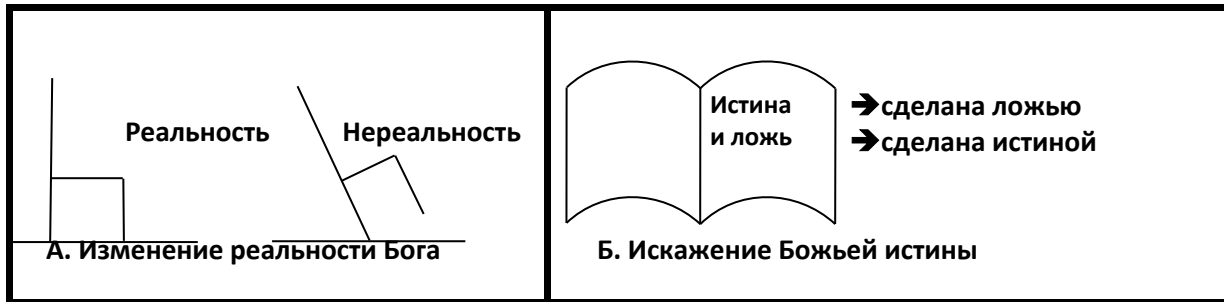 Реальность
Нереальность
А. Изменение реальности Бога
Истина
и ложь
➔сделана ложью
➔сделана истиной
Б. Искажение Божьей истины